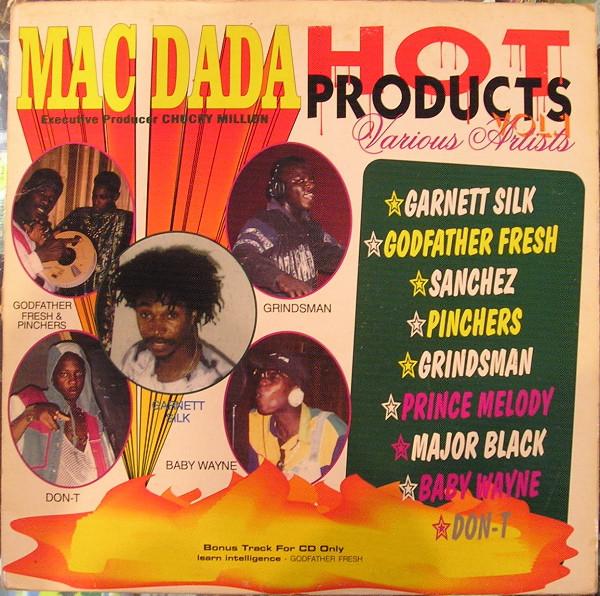 MAC DADA
HOT
PRODUCTS
VOL.1
Various Artists
Executive Producer CHUCKY MILLION
GODFATHER
FRESH &
PINCHERS
GRINDSMAN
GARNETT
SILK
DON-T
BABY WAYNE
GARNETT SILK
GODFATHER FRESH
SANCHEZ
PINCHERS
GRINDSMAN
PRINCE MELODY
MAJOR BLACK
BABY WAYNE
DON-T
Bonus Track For CD Only
learn intelligence - GODFATHER FRESH